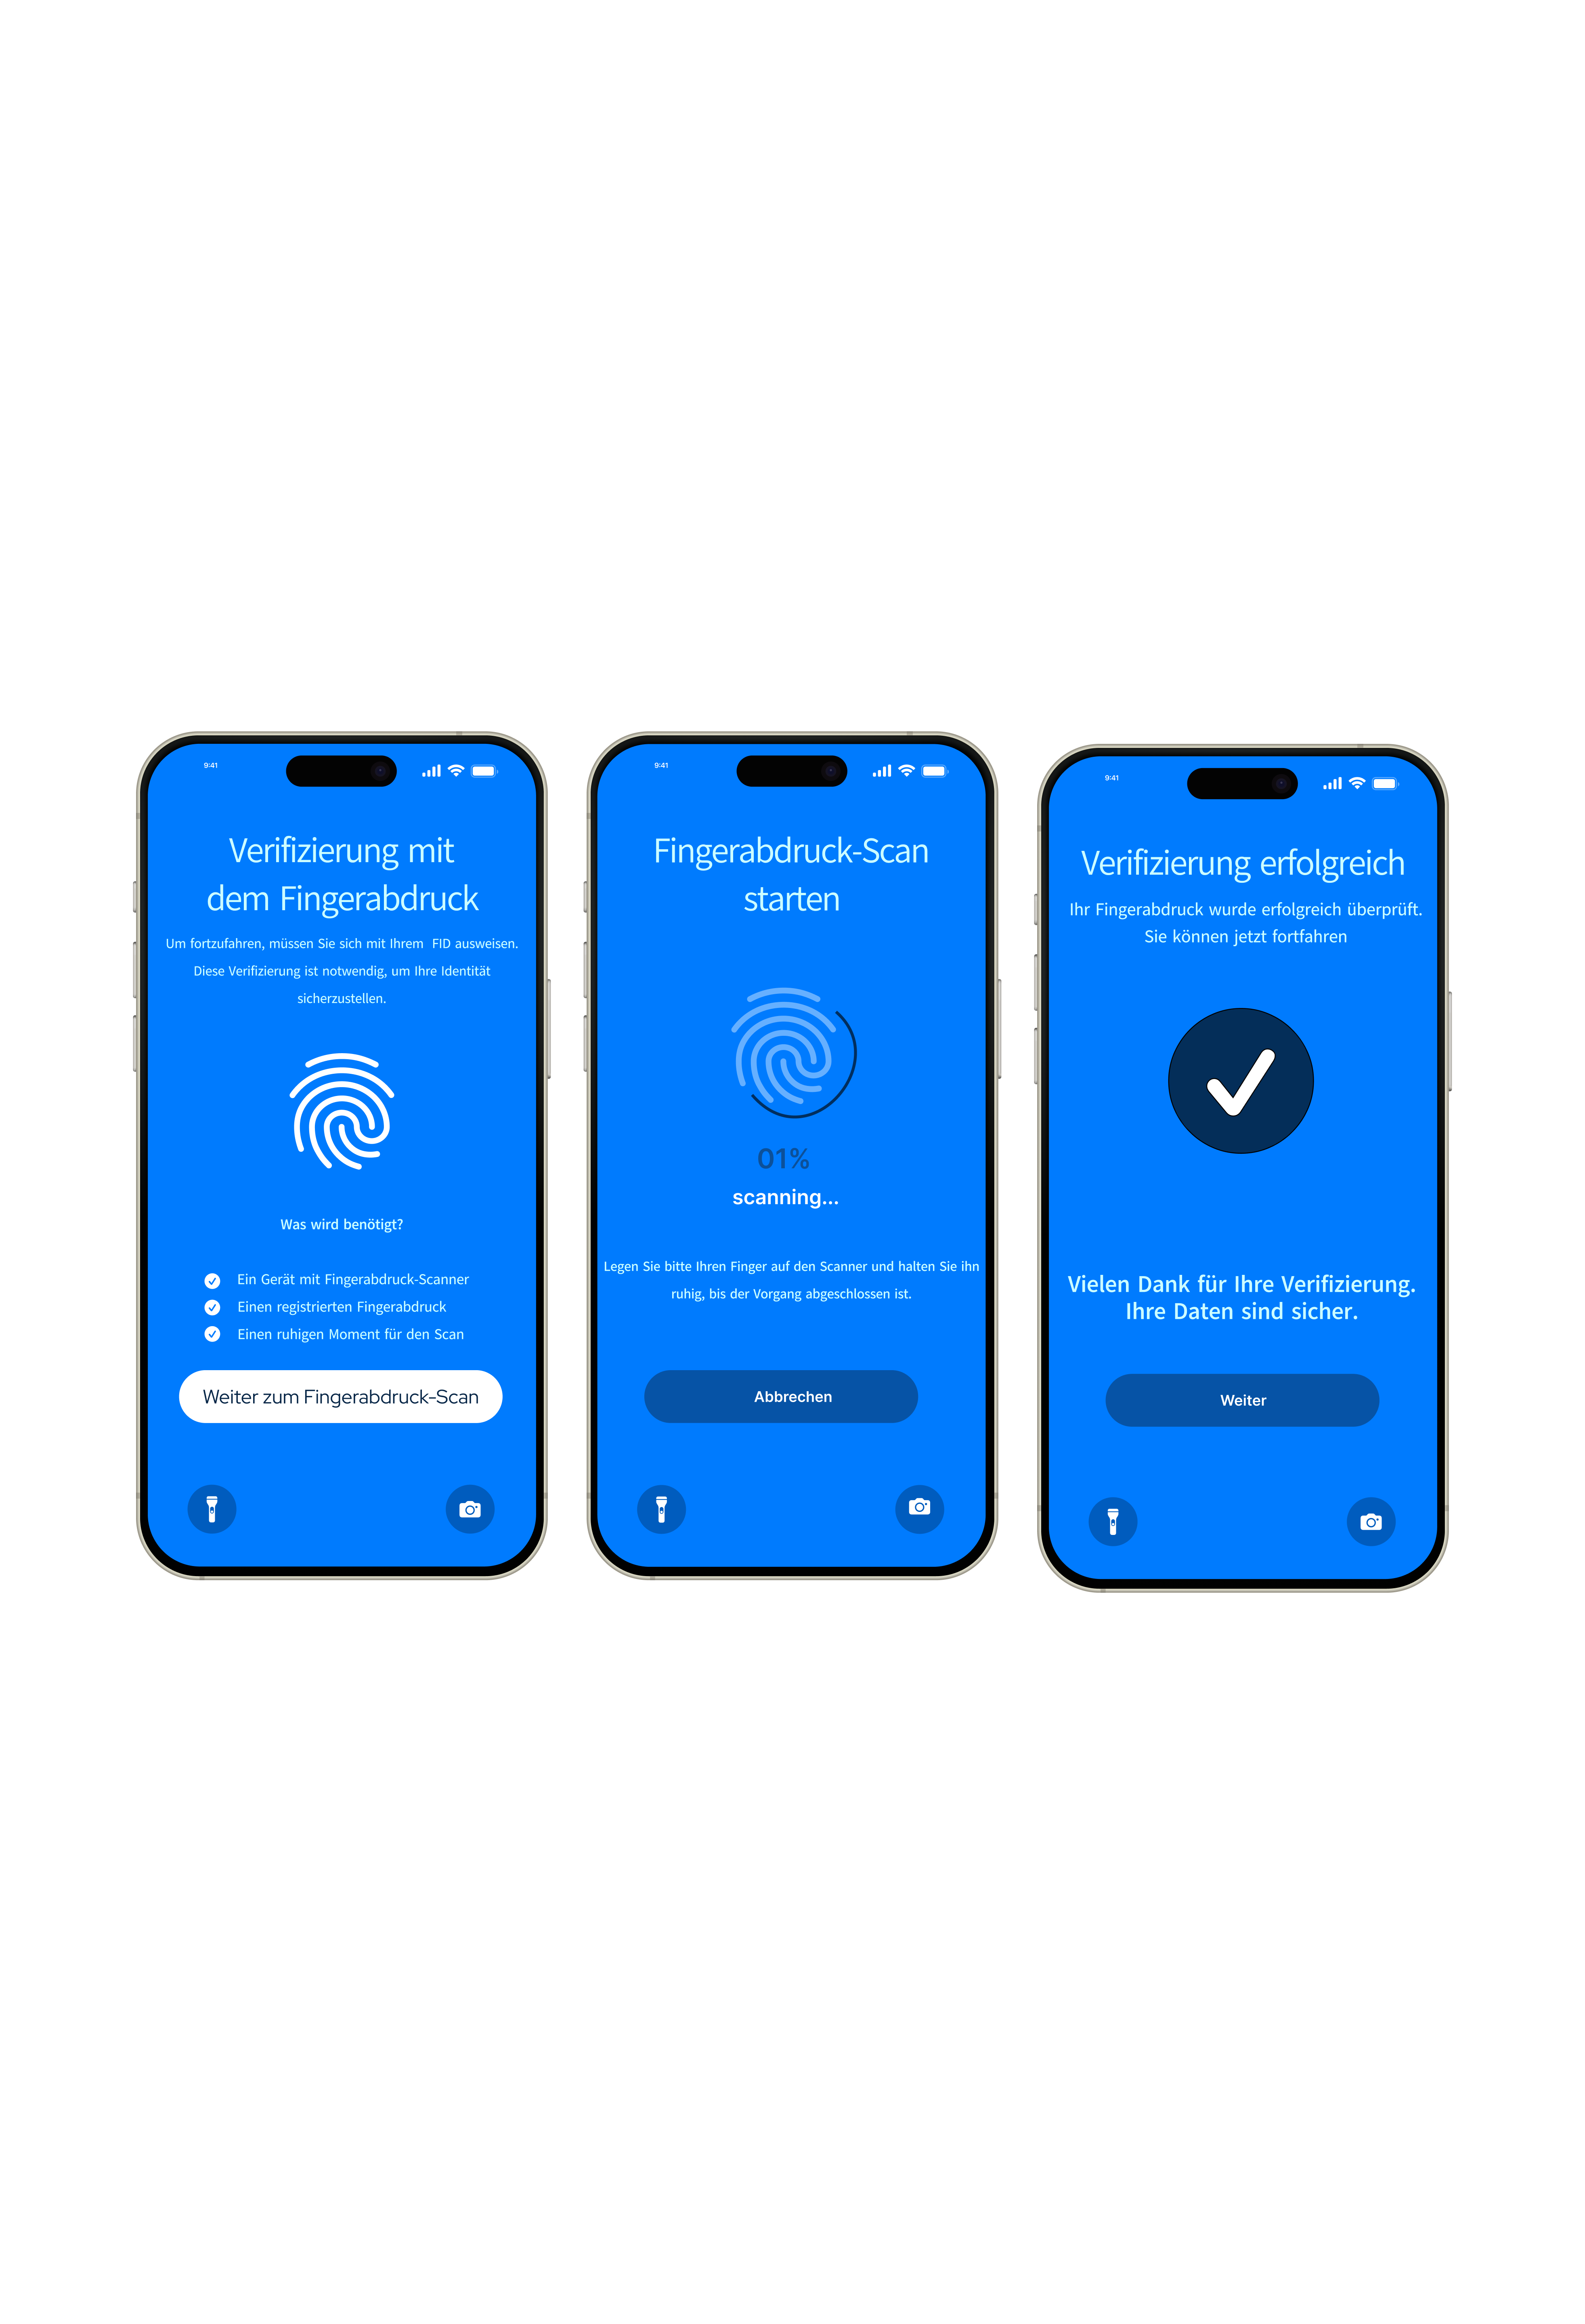 9:41
Verifizierung mit
dem Fingerabdruck
Um fortzufahren, müssen Sie sich mit Ihrem  FID ausweisen.
Diese Verifizierung ist notwendig, um Ihre Identität
sicherzustellen.
Was wird benötigt?
Ein Gerät mit Fingerabdruck-Scanner
Einen registrierten Fingerabdruck
Einen ruhigen Moment für den Scan
Weiter zum Fingerabdruck-Scan
9:41
Fingerabdruck-Scan
starten
01%
scanning...
Legen Sie bitte Ihren Finger auf den Scanner und halten Sie ihn
ruhig, bis der Vorgang abgeschlossen ist.
Abbrechen
9:41
Verifizierung erfolgreich
Ihr Fingerabdruck wurde erfolgreich überprüft.
Sie können jetzt fortfahren
Vielen Dank für Ihre Verifizierung.
Ihre Daten sind sicher.
Weiter